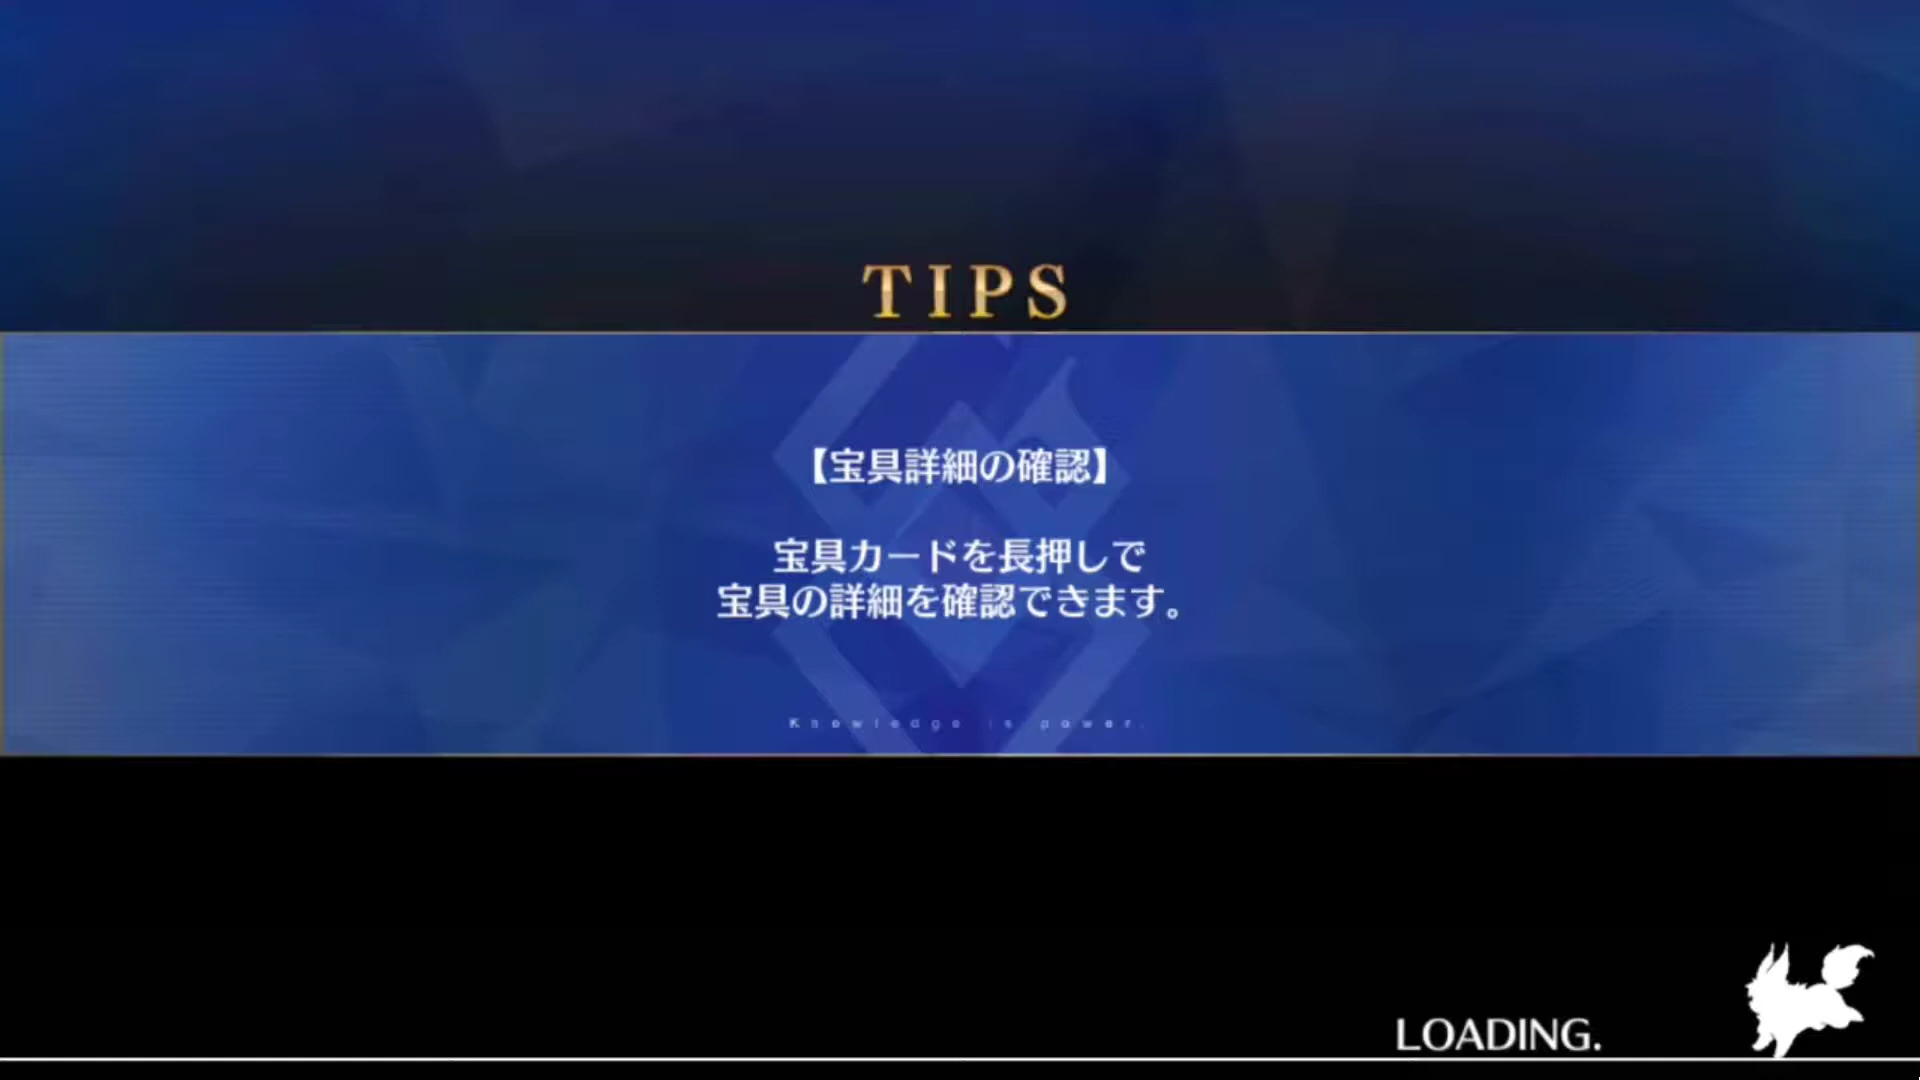 TIPS
【宝具詳細の確認】
宝具カードを長押しで
宝具の詳細を確認できます。
Knowledge is power.
LOADING.